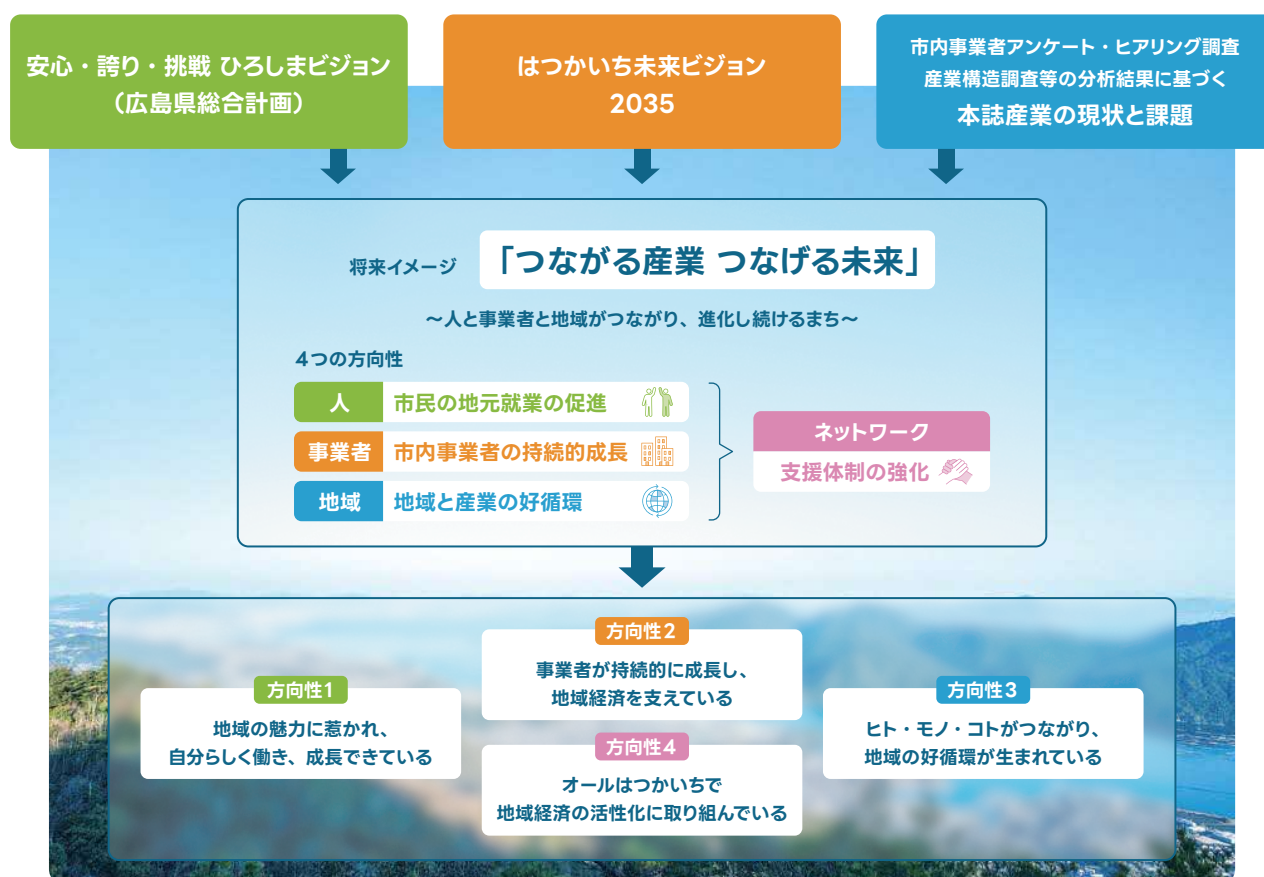 安心・誇り・挑戦 ひろしまビジョン
（広島県総合計画）
はつかいち未来ビジョン
2035
市内事業者アンケート・ヒアリング調査
産業構造調査等の分析結果に基づく
本誌産業の現状と課題
将来イメージ
「つながる産業 つなげる未来」
～人と事業者と地域がつながり、進化し続けるまち～
4つの方向性
人 市民の地元就業の促進
事業者 市内事業者の持続的成長
地域 地域と産業の好循環
ネットワーク
支援体制の強化
方向性1
地域の魅力に惹かれ、
自分らしく働き、成長できている
方向性2
事業者が持続的に成長し、
地域経済を支えている
方向性3
ヒト・モノ・コトがつながり、
地域の好循環が生まれている
方向性4
オールはつかいちで
地域経済の活性化に取り組んでいる